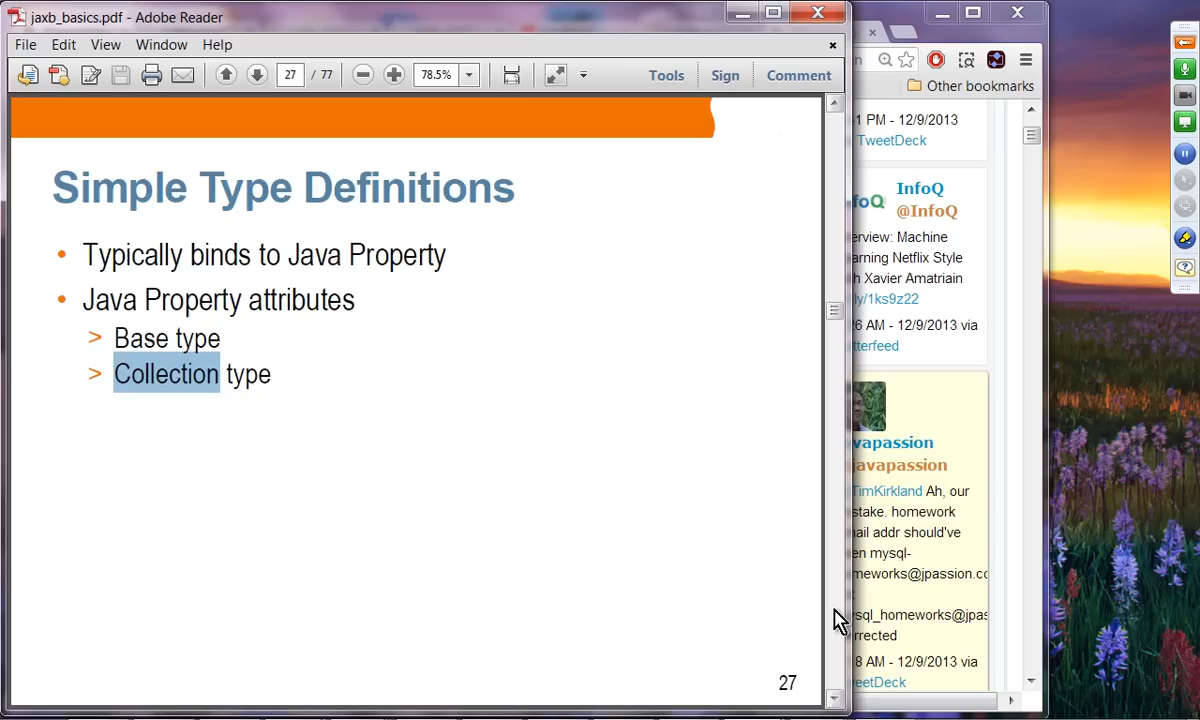 jaxb_basics.pdf - Adobe Reader
File Edit View Window Help
27 / 77 78.5% Tools Sign Comment
Simple Type Definitions
• Typically binds to Java Property
• Java Property attributes
> Base type
> Collection type
27
Other bookmarks
1 PM - 12/9/2013
TweetDeck
InfoQ
@InfoQ
erview: Machine
arning Netflix Style
h Xavier Amatriain
ly/1ks9z22
26 AM - 12/9/2013 via
tterfeed
vapassion
javapassion
TimKirkland Ah, our
stake. homework
ail addr should've
en mysql-
meworks@jpassion.co
ysql_homeworks@jpas
rrected
8 AM - 12/9/2013 via
TweetDeck